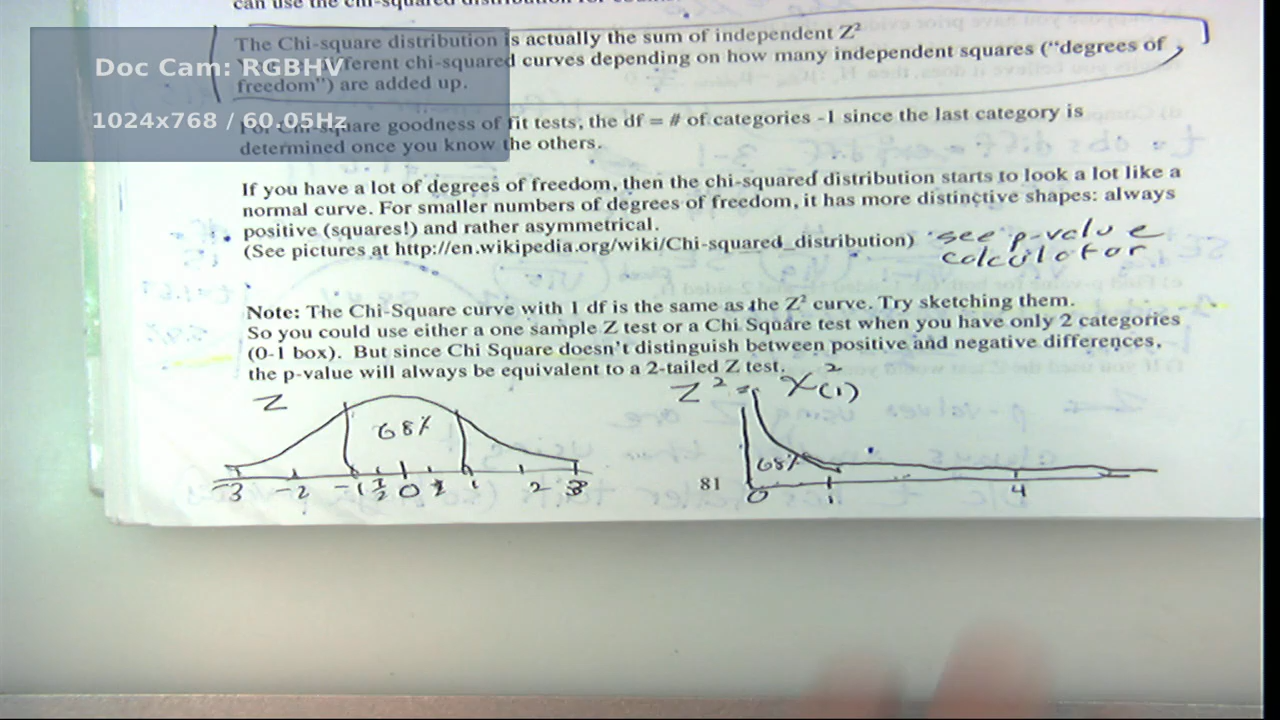 can use the chi-squared distribution for
The Chi-square distribution is actually the sum of independent Z²
different chi-squared curves depending on how many independent squares ("degrees of
freedom") are added up.
Doc Cam: RGBHV
1024x768 / 60.05Hz
For Chi-square goodness of fit tests, the df = # of categories -1 since the last category is
determined once you know the others.
If you have a lot of degrees of freedom, then the chi-squared distribution starts to look a lot like a
normal curve. For smaller numbers of degrees of freedom, it has more distinctive shapes: always
positive (squares!) and rather asymmetrical.
(See pictures at http://en.wikipedia.org/wiki/Chi-squared_distribution)
see p-value
calculator
Note: The Chi-Square curve with 1 df is the same as the Z² curve. Try sketching them.
So you could use either a one sample Z test or a Chi Square test when you have only 2 categories
(0-1 box). But since Chi Square doesn't distinguish between positive and negative differences,
the p-value will always be equivalent to a 2-tailed Z test.
Z
Z² = χ²(1)
68%
68%
-3 -2 -1 ½ 0 1 2 3
0 1 4
81